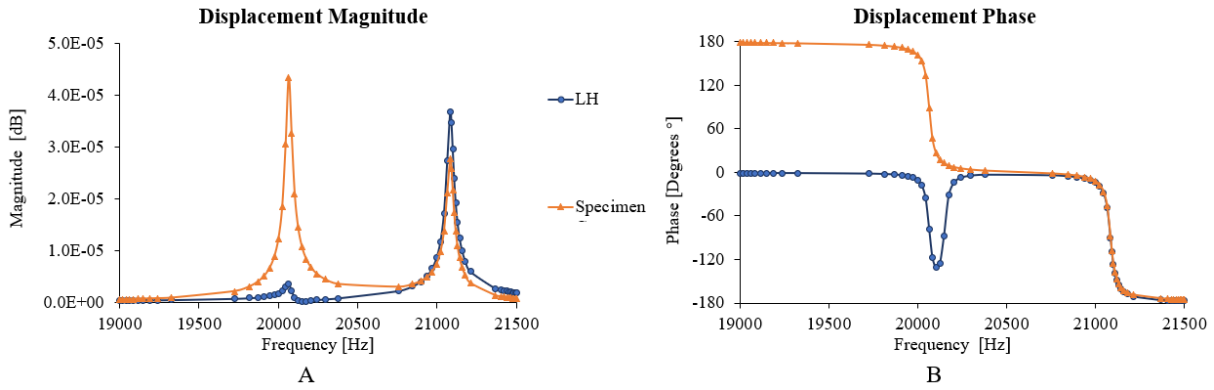 Displacement Magnitude
5.0E-05
4.0E-05
3.0E-05
2.0E-05
1.0E-05
0.0E+00
Magnitude [dB]
19000 19500 20000 20500 21000 21500
Frequency [Hz]
LH
Specimen
A
Displacement Phase
180
120
60
0
-60
-120
-180
Phase [Degrees °]
19000 19500 20000 20500 21000 21500
Frequency [Hz]
B